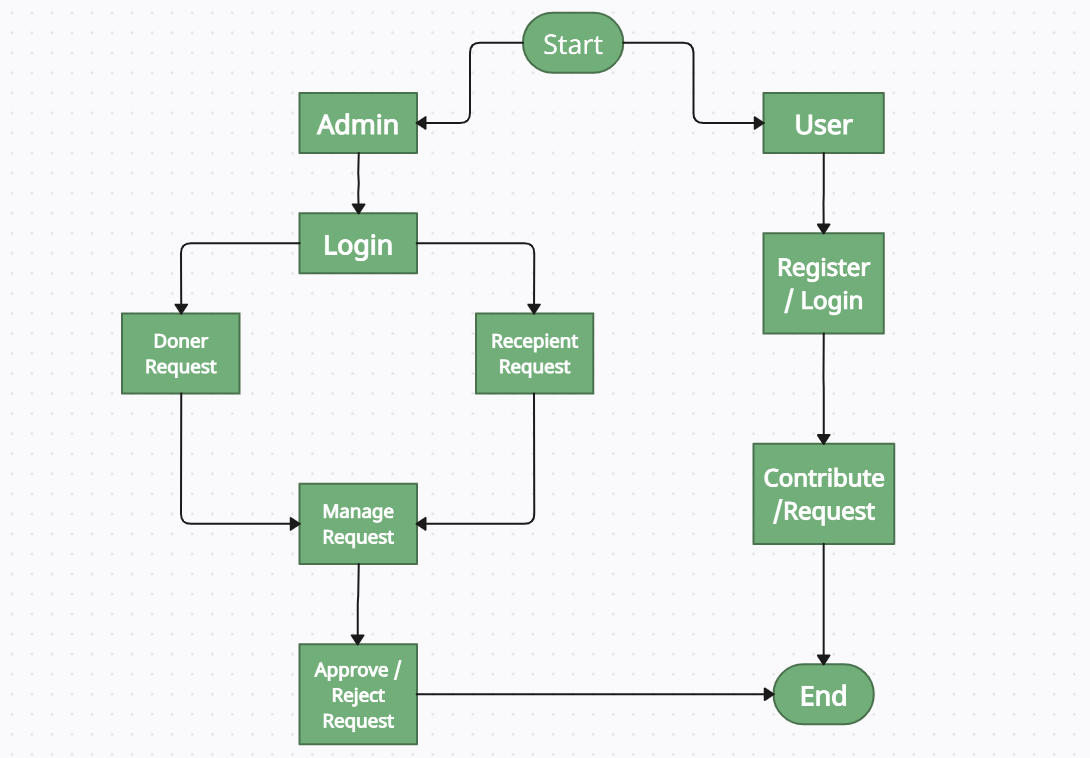 Start
Admin
User
Login
Register
/ Login
Doner
Request
Recepient
Request
Contribute
/Request
Manage
Request
Approve /
Reject
Request
End